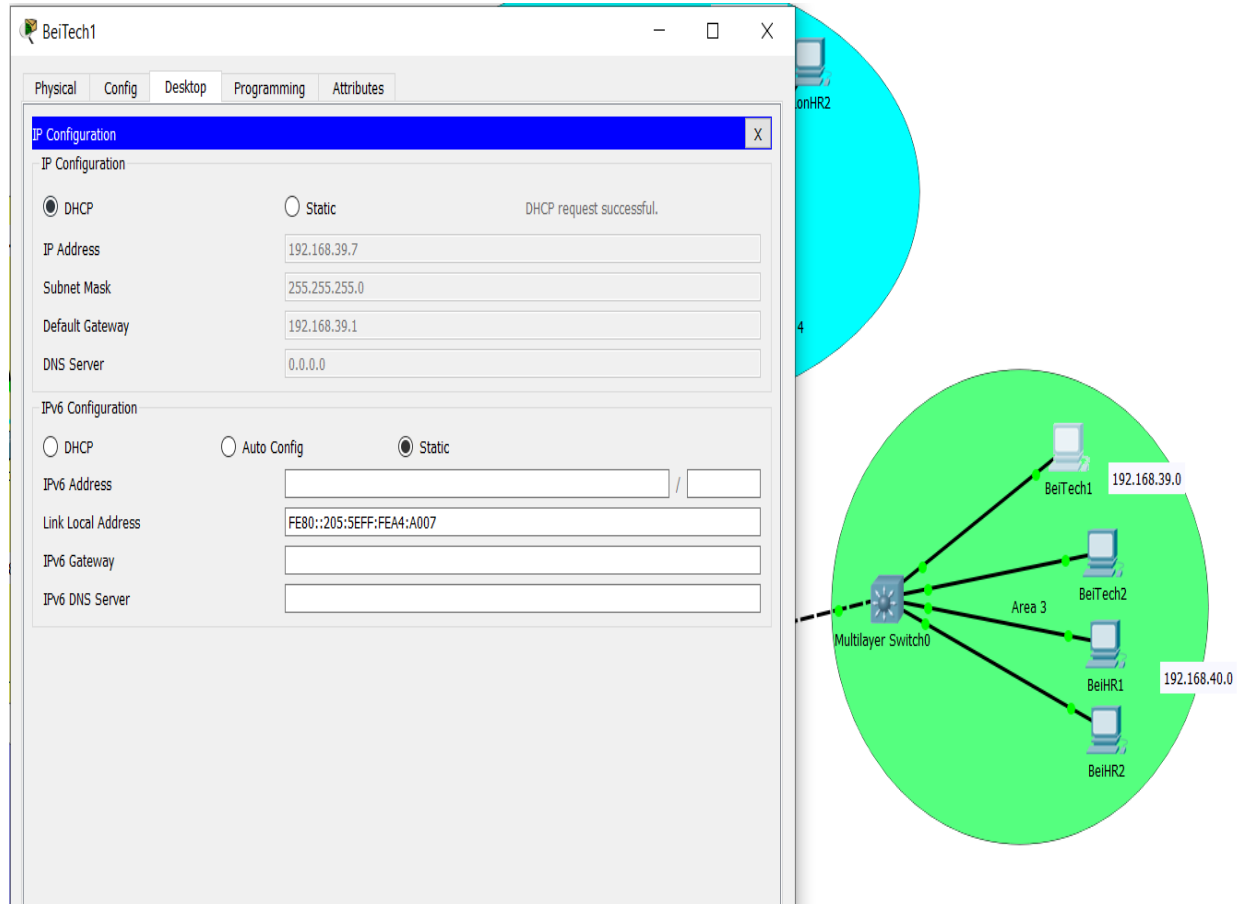 BeiTech1
Physical Config Desktop Programming Attributes
IP Configuration X
IP Configuration
DHCP Static DHCP request successful.
IP Address 192.168.39.7
Subnet Mask 255.255.255.0
Default Gateway 192.168.39.1
DNS Server 0.0.0.0
IPv6 Configuration
DHCP Auto Config Static
IPv6 Address /
Link Local Address FE80::205:5EFF:FEA4:A007
IPv6 Gateway
IPv6 DNS Server
onHR2
4
BeiTech1 192.168.39.0
BeiTech2
Area 3
Multilayer Switch0
BeiHR1 192.168.40.0
BeiHR2